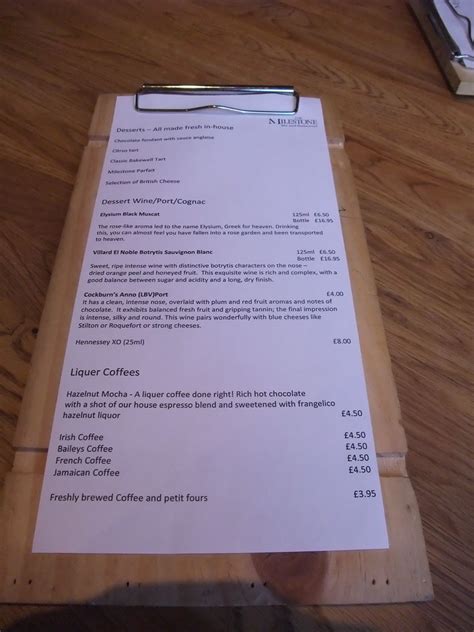 MILESTONE
Desserts – All made fresh in-house
Chocolate fondant with sauce anglaise
Citrus tart
Classic Bakewell Tart
Milestone Parfait
Selection of British Cheese
Dessert Wine/Port/Cognac
Elysium Black Muscat 125ml £6.50
Bottle £16.95
The rose-like aroma led to the name Elysium, Greek for heaven. Drinking
this, you can almost feel you have fallen into a rose garden and been transported
to heaven.
Villard El Noble Botrytis Sauvignon Blanc 125ml £6.50
Bottle £16.95
Sweet, ripe intense wine with distinctive botrytis characters on the nose –
dried orange peel and honeyed fruit. This exquisite wine is rich and complex, with a
good balance between sugar and acidity and a long, dry finish.
Cockburn's Anno (LBV)Port £4.00
It has a clean, intense nose, overlaid with plum and red fruit aromas and notes of
chocolate. It exhibits balanced fresh fruit and gripping tannin; the final impression
is intense, silky and round. This wine pairs wonderfully with blue cheeses like
Stilton or Roquefort or strong cheeses.
Hennessey XO (25ml) £8.00
Liquer Coffees
Hazelnut Mocha - A liquer coffee done right! Rich hot chocolate
with a shot of our house espresso blend and sweetened with frangelico
hazelnut liquor £4.50
Irish Coffee £4.50
Baileys Coffee £4.50
French Coffee £4.50
Jamaican Coffee £4.50
Freshly brewed Coffee and petit fours £3.95